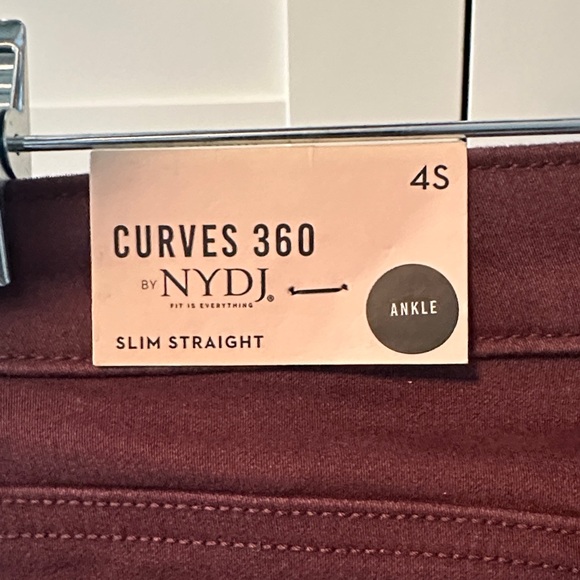 4S
CURVES 360
BY NYDJ®
FIT IS EVERYTHING
ANKLE
SLIM STRAIGHT